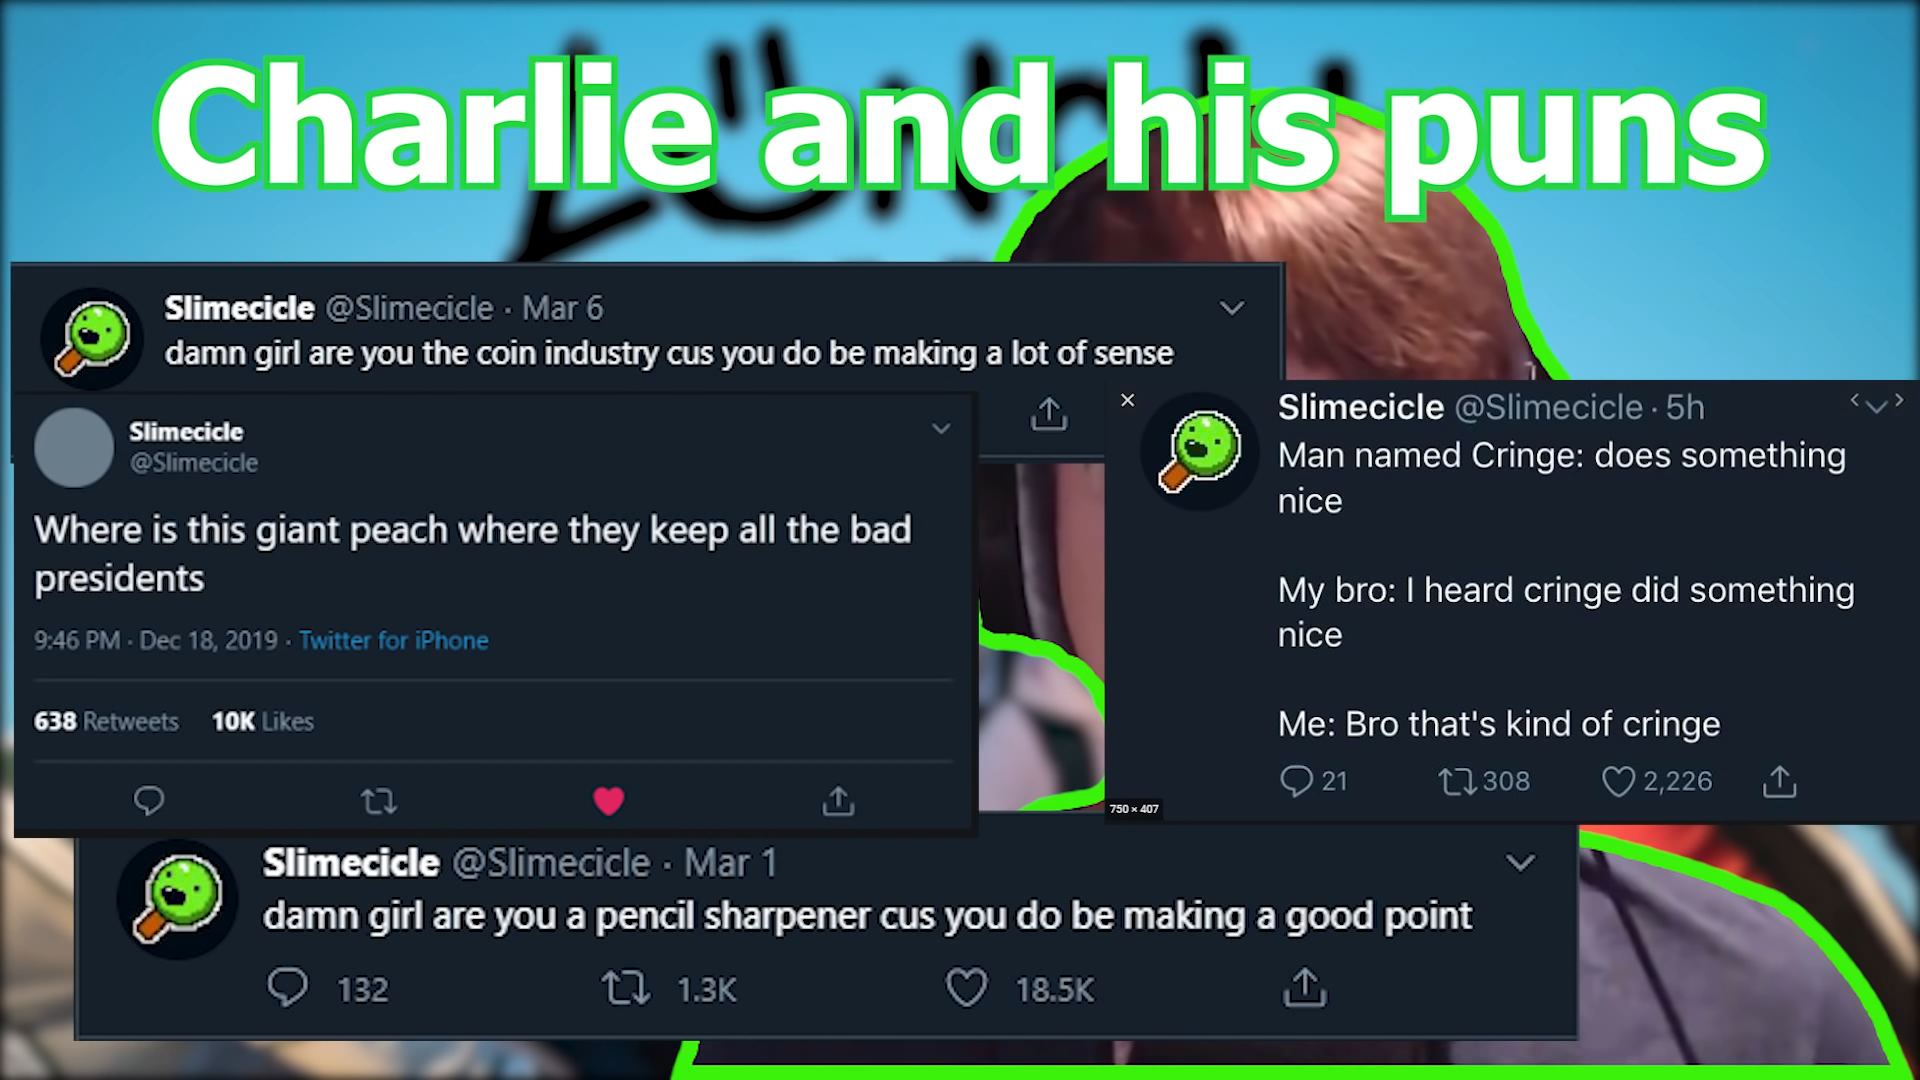 Charlie and his puns
Slimecicle @Slimecicle · Mar 6
damn girl are you the coin industry cus you do be making a lot of sense
Slimecicle
@Slimecicle
Where is this giant peach where they keep all the bad
presidents
9:46 PM · Dec 18, 2019 · Twitter for iPhone
638 Retweets 10K Likes
Slimecicle @Slimecicle · 5h
Man named Cringe: does something
nice
My bro: I heard cringe did something
nice
Me: Bro that's kind of cringe
21 308 2,226
750 × 407
Slimecicle @Slimecicle · Mar 1
damn girl are you a pencil sharpener cus you do be making a good point
132 1.3K 18.5K